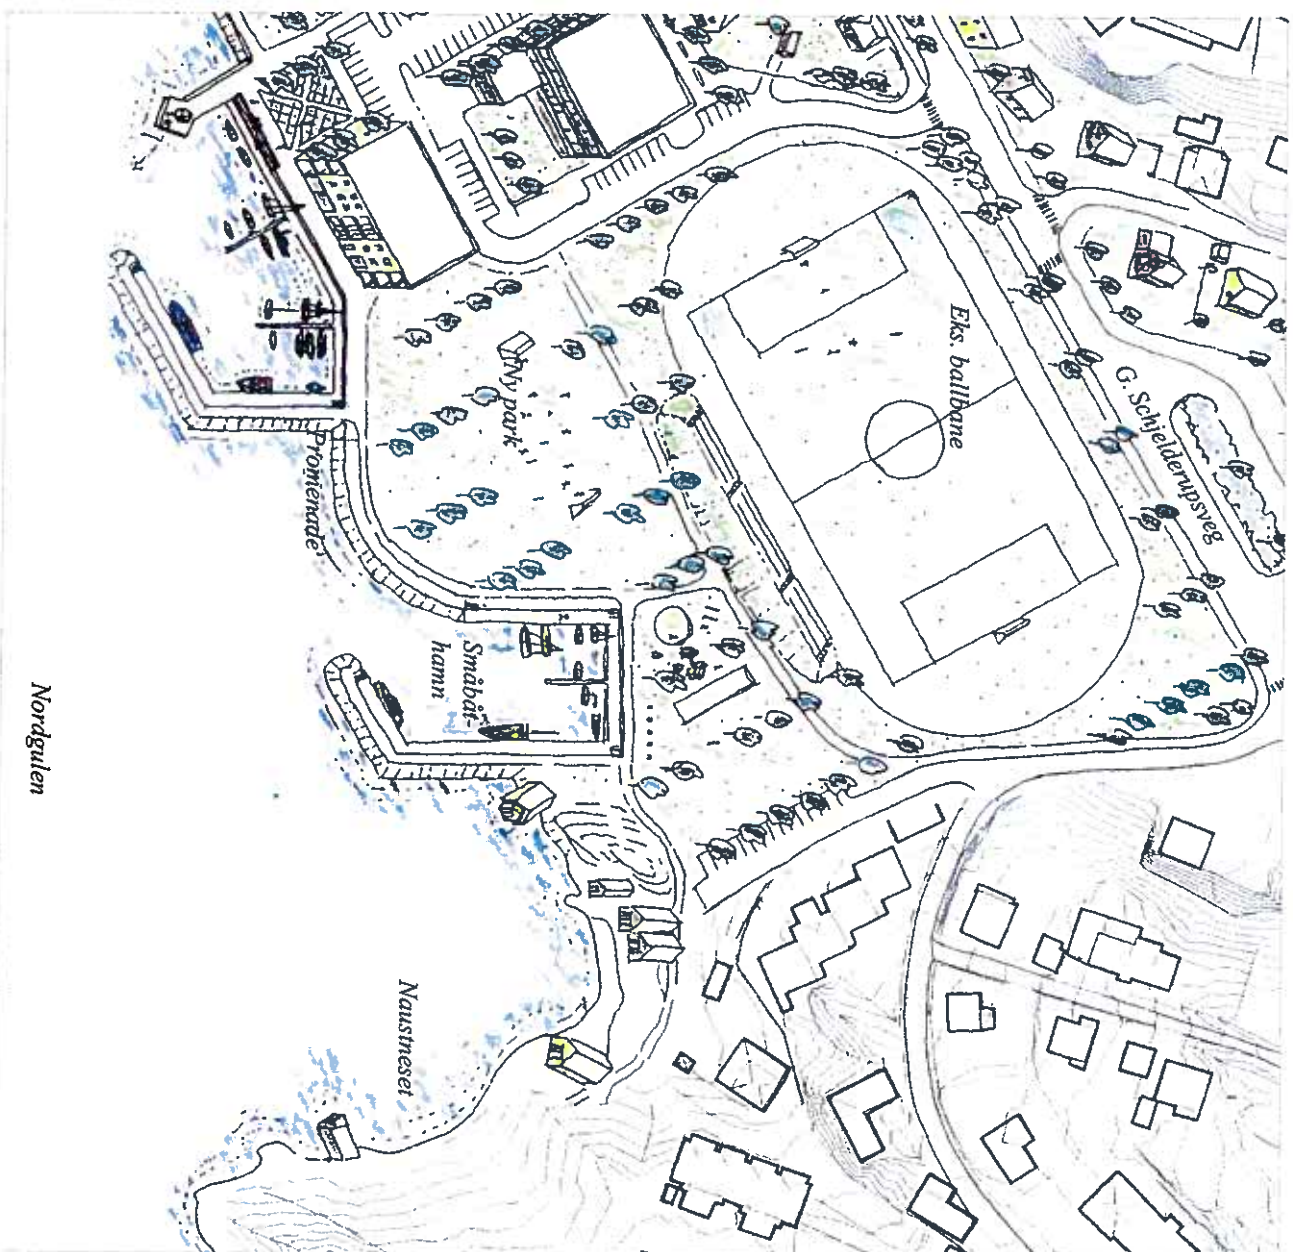 Eks. ballbane
G. Schjelderupsveg
Ny park
Promenade
Småbåt-
hamn
Nordgulen
Naustneset